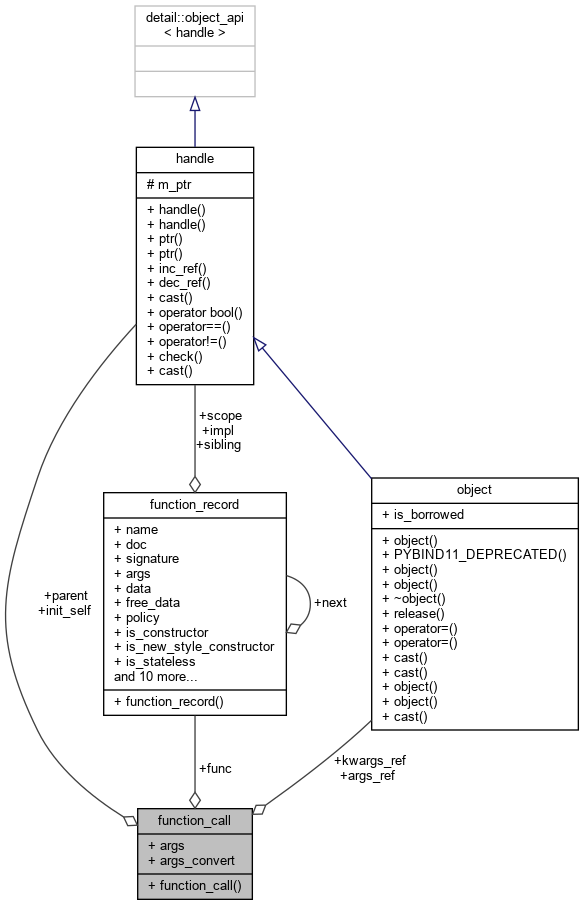 detail::object_api
< handle >
handle
# m_ptr
+ handle()
+ handle()
+ ptr()
+ ptr()
+ inc_ref()
+ dec_ref()
+ cast()
+ operator bool()
+ operator==()
+ operator!=()
+ check()
+ cast()
+scope
+impl
+sibling
function_record
+ name
+ doc
+ signature
+ args
+ data
+ free_data
+ policy
+ is_constructor
+ is_new_style_constructor
+ is_stateless
and 10 more...
+ function_record()
+next
object
+ is_borrowed
+ object()
+ PYBIND11_DEPRECATED()
+ object()
+ object()
+ ~object()
+ release()
+ operator=()
+ operator=()
+ cast()
+ cast()
+ object()
+ object()
+ cast()
+parent
+init_self
+func
+kwargs_ref
+args_ref
function_call
+ args
+ args_convert
+ function_call()